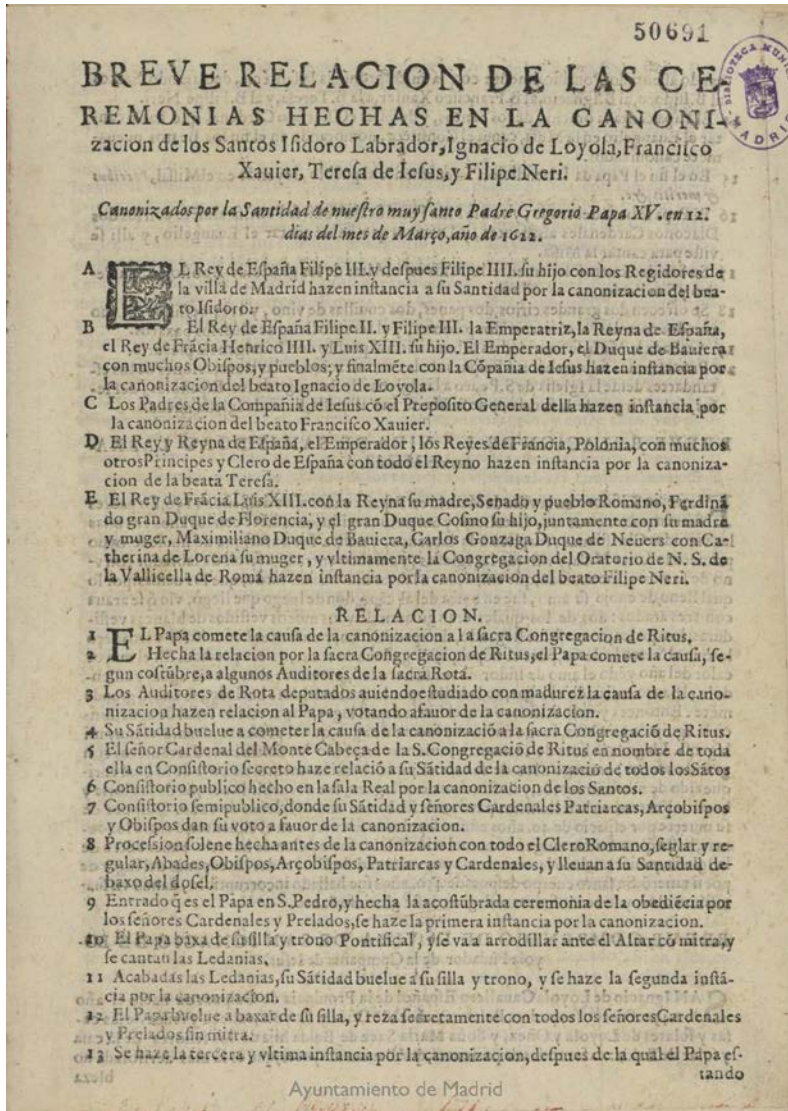 50691
BIBLIOTECA MUNI
MADRID
BREVE RELACION DE LAS CE-
REMONIAS HECHAS EN LA CANONI-
zacion de los Santos Isidoro Labrador, Ignacio de Loyola, Francisco
Xauier, Teresa de Iesus, y Filipe Neri.
Canonizados por la Santidad de nuestro muy santo Padre Gregorio Papa XV. en 12.
dias del mes de Março, año de 1622.
A EL Rey de España Filipe III. y despues Filipe IIII. su hijo con los Regidores de
la villa de Madrid hazen instancia a su Santidad por la canonizacion del bea-
to Isidoro.
B El Rey de España Filipe II. y Filipe III. la Emperatriz, la Reyna de España,
el Rey de Frãcia Henrico IIII. y Luis XIII. su hijo. El Emperador, el Duque de Bauiera
con muchos Obispos, y pueblos; y finalmẽte con la Cõpañia de Iesus hazen instancia por
la canonizacion del beato Ignacio de Loyola.
C Los Padres de la Compañia de Iesus cõ el Preposito General della hazen instancia por
la canonizacion del beato Francisco Xauier.
D El Rey y Reyna de España, el Emperador, los Reyes de Francia, Polonia, con muchos
otros Principes y Clero de España con todo el Reyno hazen instancia por la canoniza-
cion de la beata Teresa.
E El Rey de Frãcia Luis XIII. con la Reyna su madre, Senado y pueblo Romano, Ferdinã
do gran Duque de Florencia, y el gran Duque Cosmo su hijo, juntamente con su madre
y muger, Maximiliano Duque de Bauiera, Carlos Gonzaga Duque de Neuers con Ca-
therina de Lorena su muger, y vltimamente la Congregacion del Oratorio de N. S. de
la Vallicella de Roma hazen instancia por la canonizacion del beato Filipe Neri.
RELACION.
1 EL Papa comete la causa de la canonizacion a la sacra Congregacion de Ritus.
2 Hecha la relacion por la sacra Congregacion de Ritus, el Papa comete la causa, se-
gun costũbre, a algunos Auditores de la sacra Rota.
3 Los Auditores de Rota deputados auiendo estudiado con madurez la causa de la cano-
nizacion hazen relacion al Papa, votando afauor de la canonizacion.
4 Su Sãtidad buelue a cometer la causa de la canonizaciõ a la sacra Congregaciõ de Ritus.
5 El señor Cardenal del Monte Cabeça de la S. Congregaciõ de Ritus en nombre de toda
ella en Consistorio secreto haze relaciõ a su Sãtidad de la canonizaciõ de todos los Sãtos
6 Consistorio publico hecho en la sala Real por la canonizacion de los Santos.
7 Consistorio semipublico, donde su Sãtidad y señores Cardenales Patriarcas, Arçobispos
y Obispos dan su voto a fauor de la canonizacion.
8 Procession solene hecha antes de la canonizacion con todo el Clero Romano, seglar y re-
gular, Abades, Obispos, Arçobispos, Patriarcas y Cardenales, y lleuan a su Santidad de-
baxo del dosel.
9 Entrado q̃ es el Papa en S. Pedro, y hecha la acostũbrada ceremonia de la obediẽcia por
los señores Cardenales y Prelados, se haze la primera instancia por la canonizacion.
10 El Papa baxa de su silla y trono Pontifical, y se va a arrodillar ante el Altar cõ mitra, y
se cantan las Ledanias.
11 Acabadas las Ledanias, su Sãtidad buelue a su silla y trono, y se haze la segunda instã-
cia por la canonizacion.
12 El Papa buelue a baxar de su silla, y reza secretamente con todos los señores Cardenales
y Prelados sin mitra.
13 Se haze la tercera y vltima instancia por la canonizacion, despues de la qual el Papa es-
tando
Ayuntamiento de Madrid